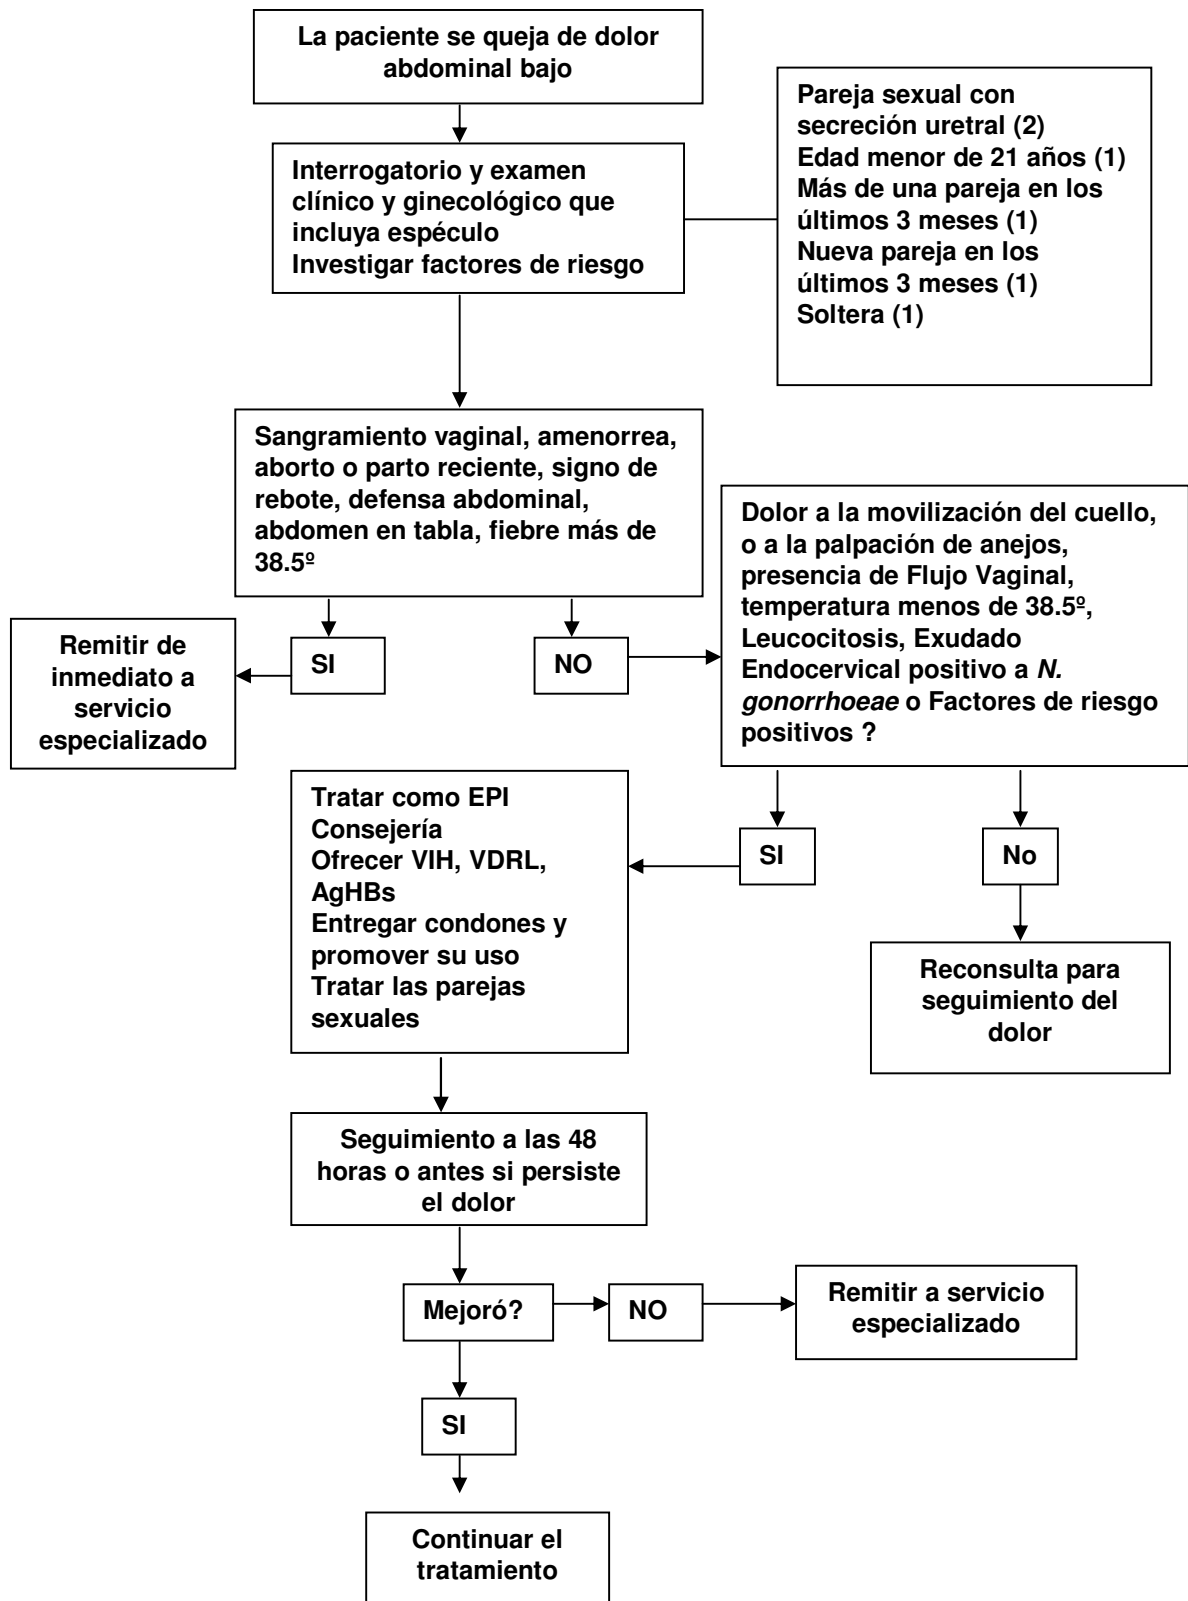 La paciente se queja de dolor
abdominal bajo
Pareja sexual con
secreción uretral (2)
Edad menor de 21 años (1)
Más de una pareja en los
últimos 3 meses (1)
Nueva pareja en los
últimos 3 meses (1)
Soltera (1)
Interrogatorio y examen
clínico y ginecológico que
incluya espéculo
Investigar factores de riesgo
Sangramiento vaginal, amenorrea,
aborto o parto reciente, signo de
rebote, defensa abdominal,
abdomen en tabla, fiebre más de
38.5º
Dolor a la movilización del cuello,
o a la palpación de anejos,
presencia de Flujo Vaginal,
temperatura menos de 38.5º,
Leucocitosis, Exudado
Endocervical positivo a N.
gonorrhoeae o Factores de riesgo
positivos ?
SI
NO
Remitir de
inmediato a
servicio
especializado
Tratar como EPI
Consejería
Ofrecer VIH, VDRL,
AgHBs
Entregar condones y
promover su uso
Tratar las parejas
sexuales
SI
No
Reconsulta para
seguimiento del
dolor
Seguimiento a las 48
horas o antes si persiste
el dolor
Mejoró?
NO
Remitir a servicio
especializado
SI
Continuar el
tratamiento